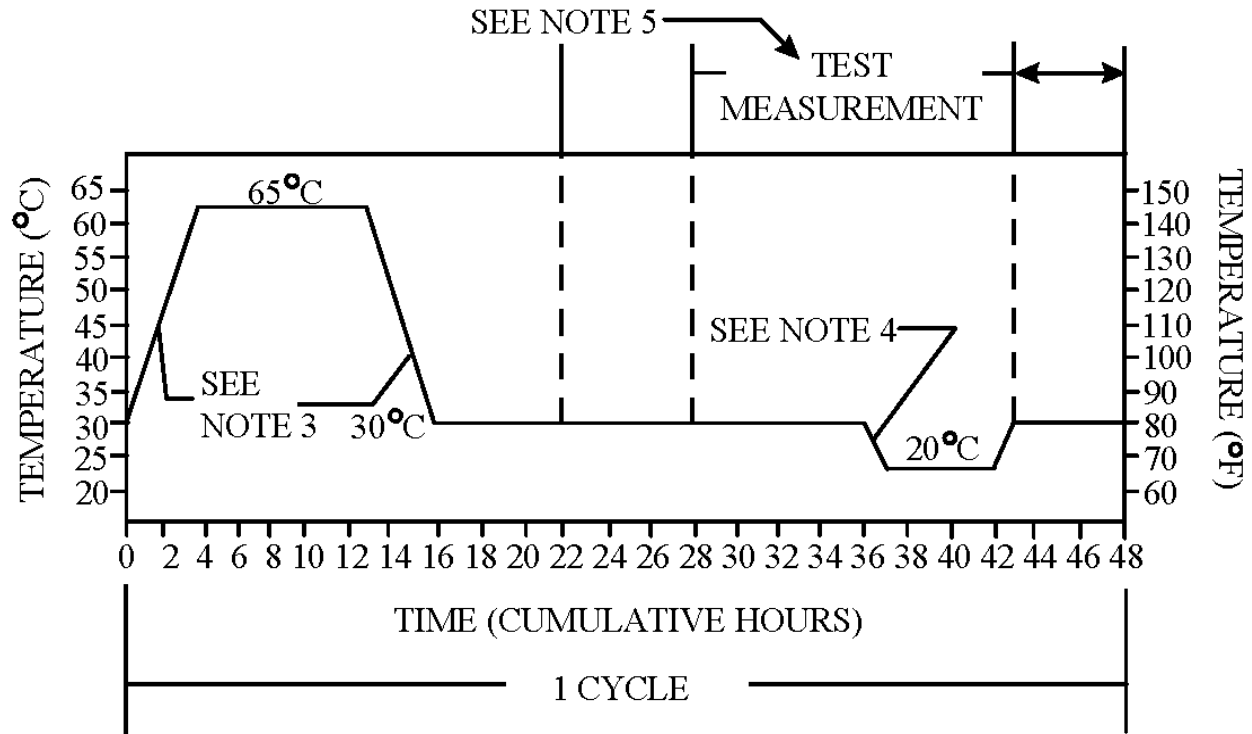 SEE NOTE 5
TEST
MEASUREMENT
TEMPERATURE (°C)
65
60
55
50
45
40
35
30
25
20
65°C
SEE
NOTE 3
30°C
SEE NOTE 4
20°C
150
140
130
120
110
100
90
80
70
60
TEMPERATURE (°F)
0 2 4 6 8 10 12 14 16 18 20 22 24 26 28 30 32 34 36 38 40 42 44 46 48
TIME (CUMULATIVE HOURS)
1 CYCLE